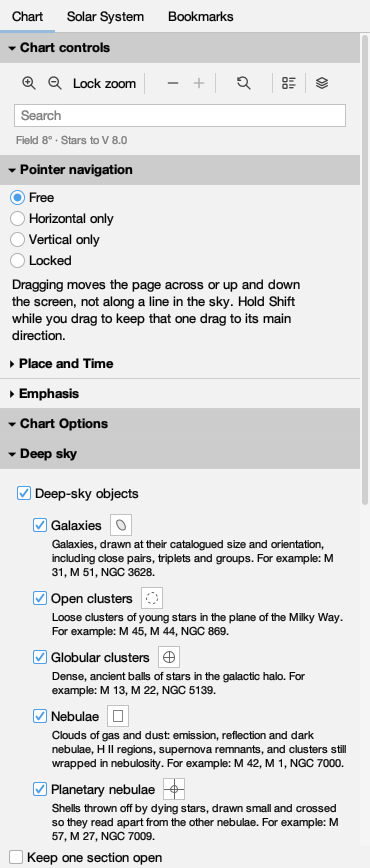 Chart Solar System Bookmarks
Chart controls
Lock zoom
Search
Field 8° · Stars to V 8.0
Pointer navigation
Free
Horizontal only
Vertical only
Locked
Dragging moves the page across or up and down
the screen, not along a line in the sky. Hold Shift
while you drag to keep that one drag to its main
direction.
Place and Time
Emphasis
Chart Options
Deep sky
Deep-sky objects
Galaxies
Galaxies, drawn at their catalogued size and orientation,
including close pairs, triplets and groups. For example: M
31, M 51, NGC 3628.
Open clusters
Loose clusters of young stars in the plane of the Milky Way.
For example: M 45, M 44, NGC 869.
Globular clusters
Dense, ancient balls of stars in the galactic halo. For
example: M 13, M 22, NGC 5139.
Nebulae
Clouds of gas and dust: emission, reflection and dark
nebulae, H II regions, supernova remnants, and clusters still
wrapped in nebulosity. For example: M 42, M 1, NGC 7000.
Planetary nebulae
Shells thrown off by dying stars, drawn small and crossed
so they read apart from the other nebulae. For example: M
57, M 27, NGC 7009.
Keep one section open